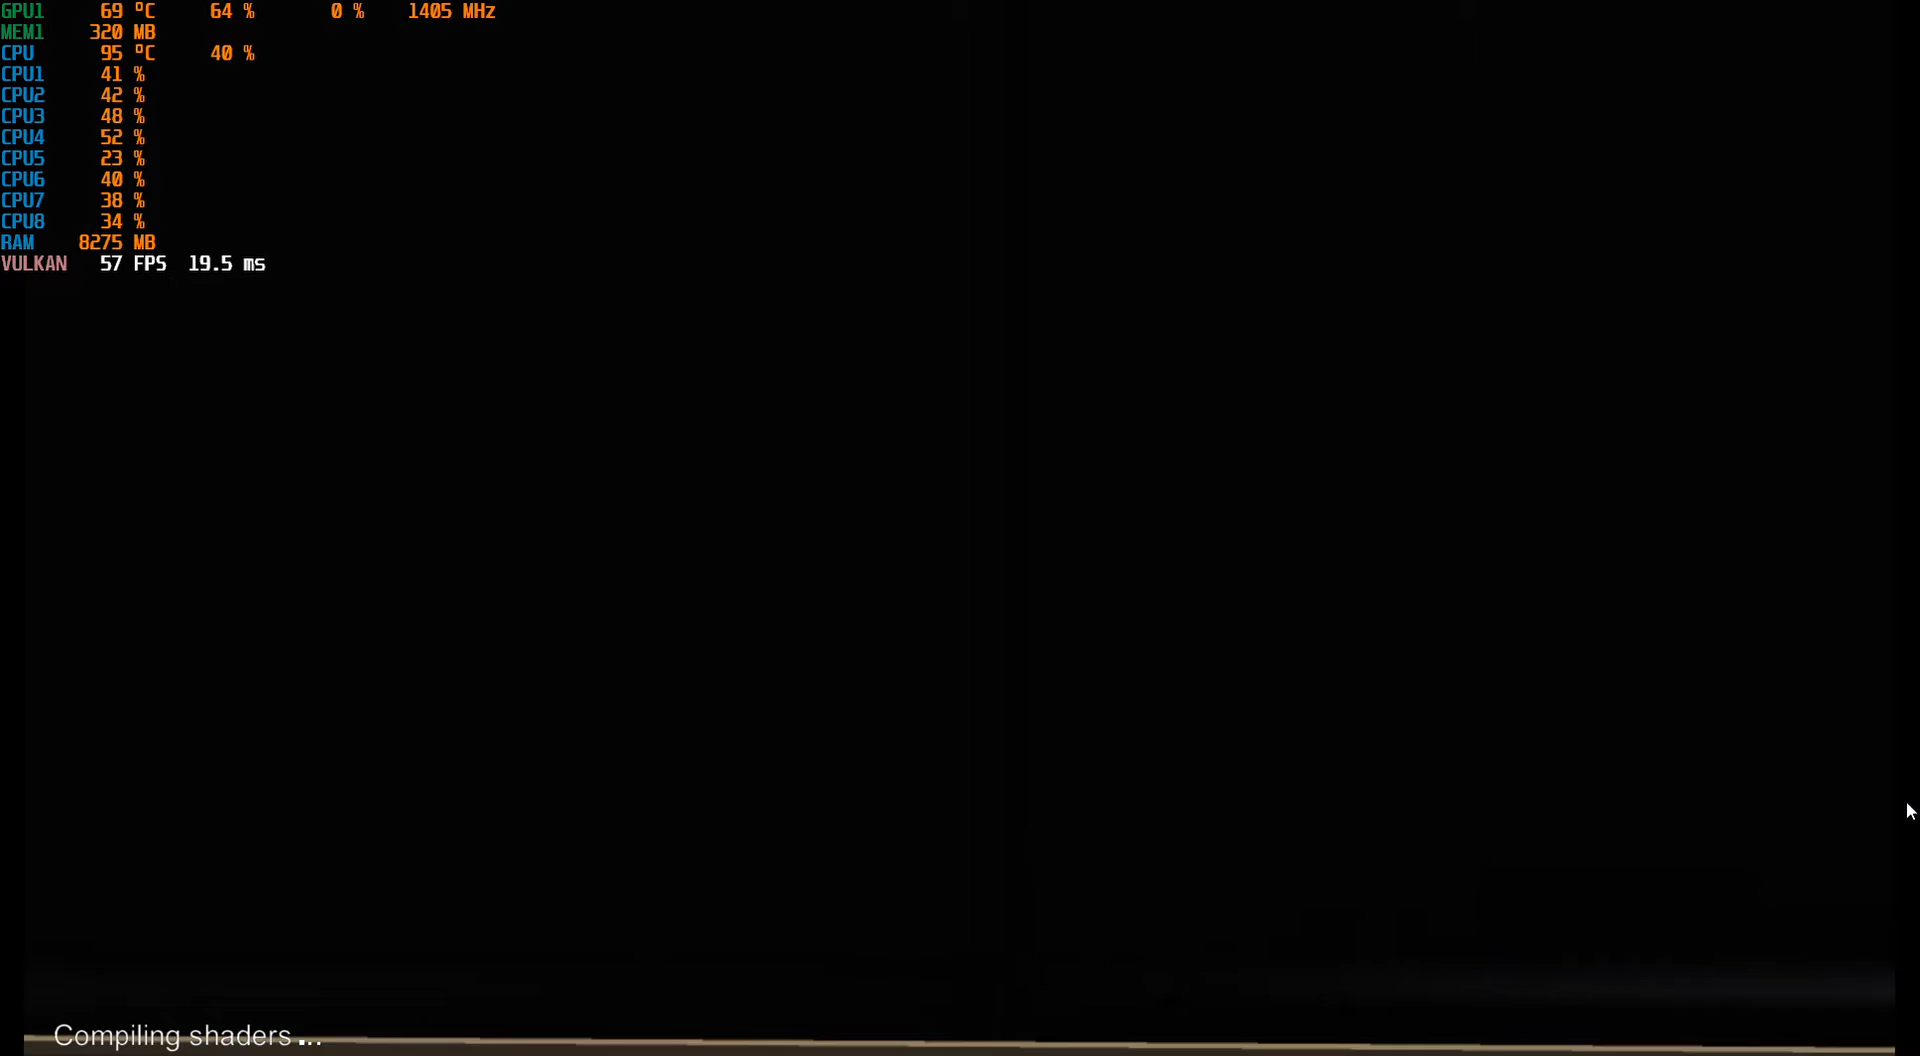 GPU1 69 °C 64 % 0 % 1405 MHz
MEM1 320 MB
CPU 95 °C 40 %
CPU1 41 %
CPU2 42 %
CPU3 48 %
CPU4 52 %
CPU5 23 %
CPU6 40 %
CPU7 38 %
CPU8 34 %
RAM 8275 MB
VULKAN 57 FPS 19.5 ms
Compiling shaders ...